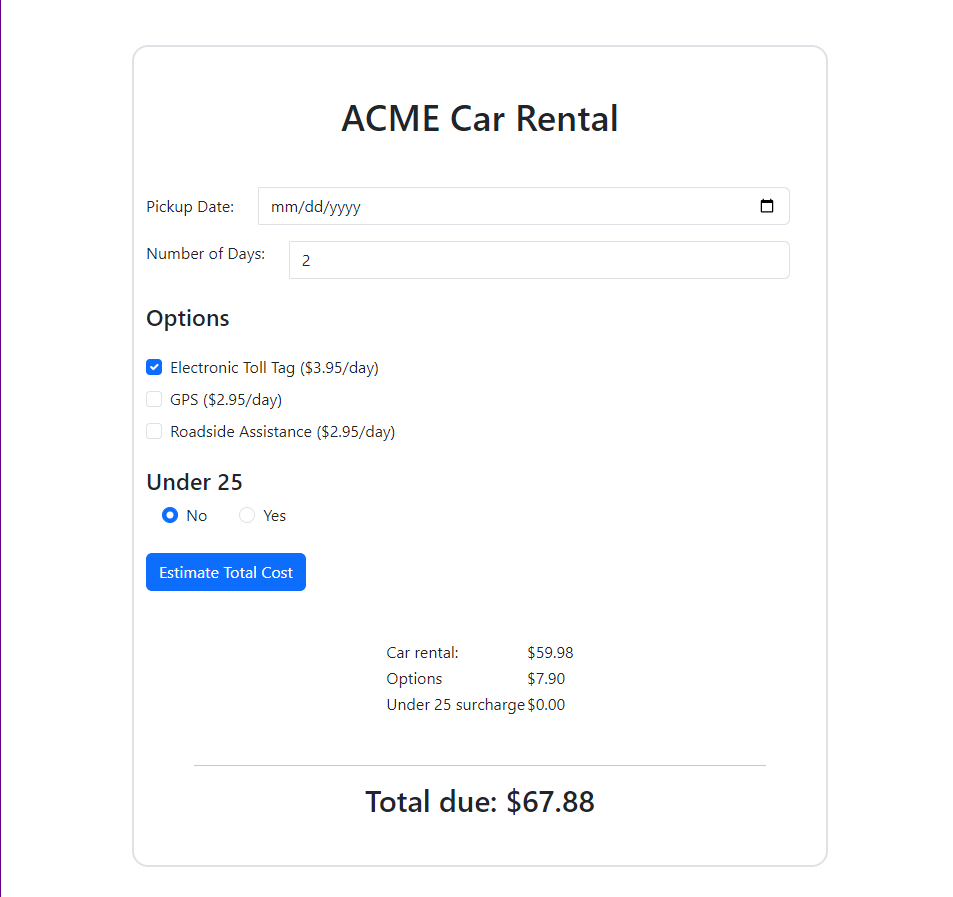 ACME Car Rental
Pickup Date: mm/dd/yyyy
Number of Days: 2
Options
Electronic Toll Tag ($3.95/day)
GPS ($2.95/day)
Roadside Assistance ($2.95/day)
Under 25
No Yes
Estimate Total Cost
Car rental: $59.98
Options $7.90
Under 25 surcharge $0.00
Total due: $67.88